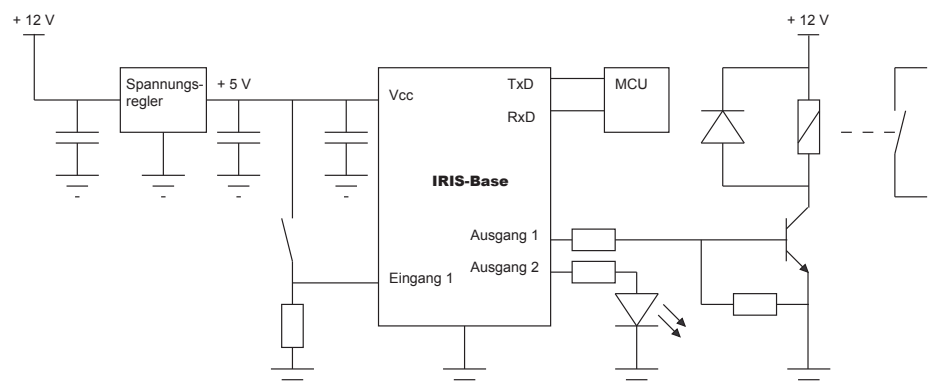 + 12 V
+ 12 V
Spannungs-
regler
+ 5 V
Vcc
TxD
MCU
RxD
IRIS-Base
Ausgang 1
Ausgang 2
Eingang 1